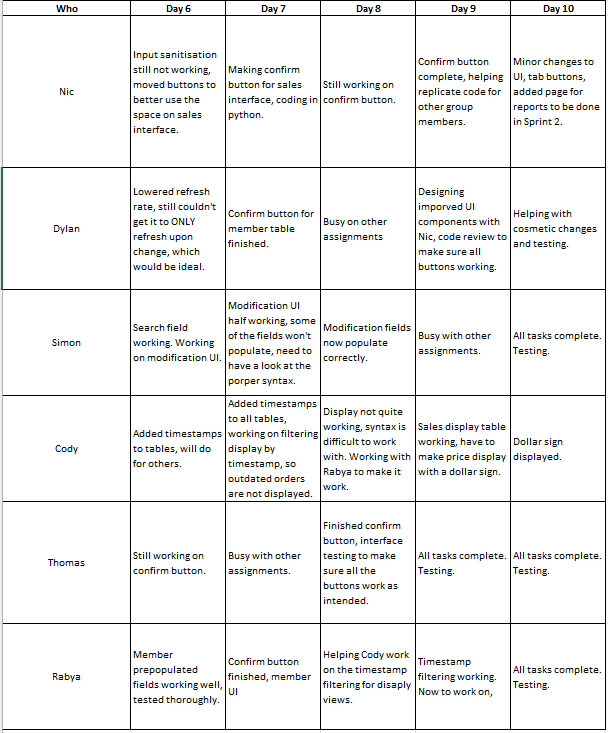 Who Day 6 Day 7 Day 8 Day 9 Day 10
Nic
Input sanitisation
still not working,
moved buttons to
better use the
space on sales
interface.
Making confirm
button for sales
interface, coding in
python.
Still working on
confirm button.
Confirm button
complete, helping
replicate code for
other group
members.
Minor changes to
UI, tab buttons,
added page for
reports to be done
in Sprint 2.
Dylan
Lowered refresh
rate, still couldn't
get it to ONLY
refresh upon
change, which
would be ideal.
Confirm button for
member table
finished.
Busy on other
assignments
Designing
imporved UI
components with
Nic, code review to
make sure all
buttons working.
Helping with
cosmetic changes
and testing.
Simon
Search field
working. Working
on modification UI.
Modification UI
half working, some
of the fields won't
populate, need to
have a look at the
porper syntax.
Modification fields
now populate
correctly.
Busy with other
assignments.
All tasks complete.
Testing.
Cody
Added timestamps
to tables, will do
for others.
Added timestamps
to all tables,
working on filtering
display by
timestamp, so
outdated orders
are not displayed.
Display not quite
working, syntax is
difficult to work
with. Working with
Rabya to make it
work.
Sales display table
working, have to
make price display
with a dollar sign.
Dollar sign
displayed.
Thomas
Still working on
confirm button.
Busy with other
assignments.
Finished confirm
button, interface
testing to make
sure all the
buttons work as
intended.
All tasks complete.
Testing.
All tasks complete.
Testing.
Rabya
Member
prepopulated
fields working well,
tested thoroughly.
Confirm button
finished, member
UI
Helping Cody work
on the timestamp
filtering for disaply
views.
Timestamp
filtering working.
Now to work on,
All tasks complete.
Testing.